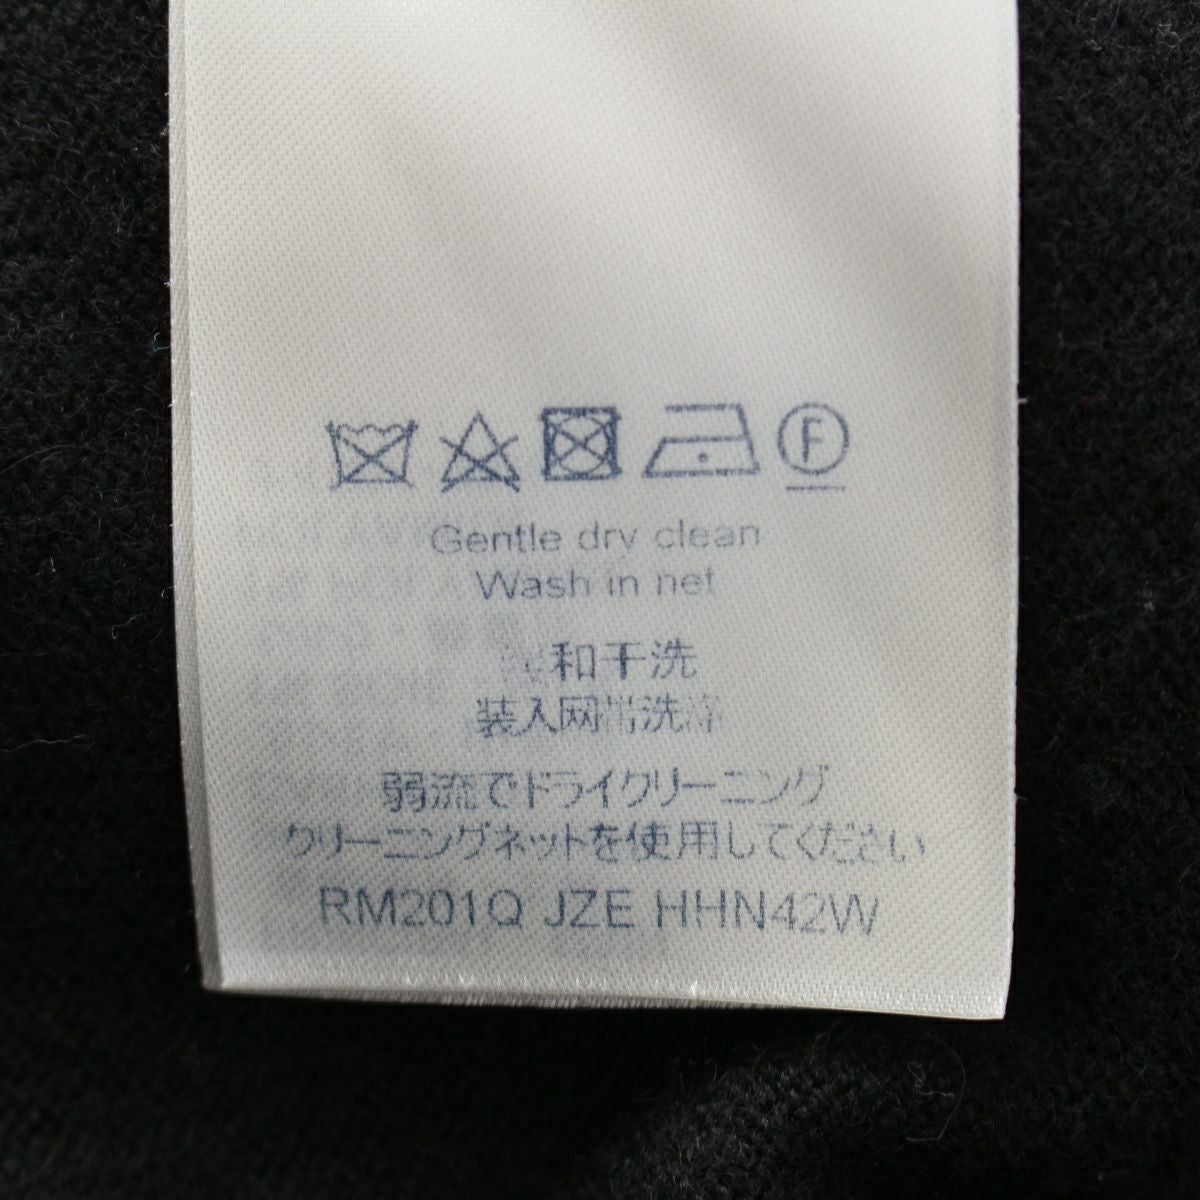 F
Gentle dry clean
Wash in net
和干洗
装入网洗
弱流でドライクリーニング
クリーニングネットを使用してください
RM201Q JZE HHN42W